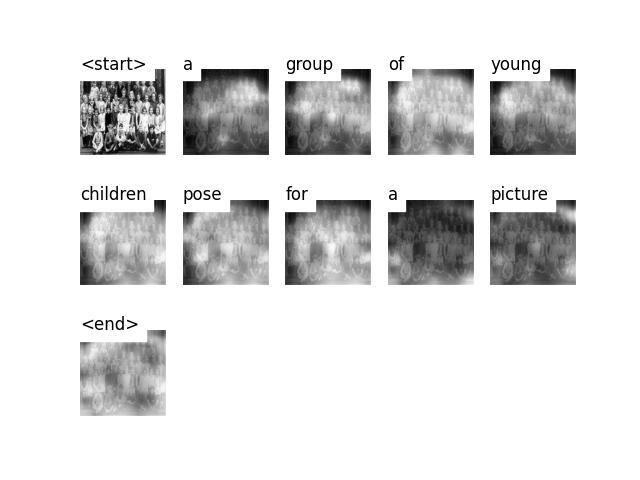 <start> a group of young
children pose for a picture
<end>